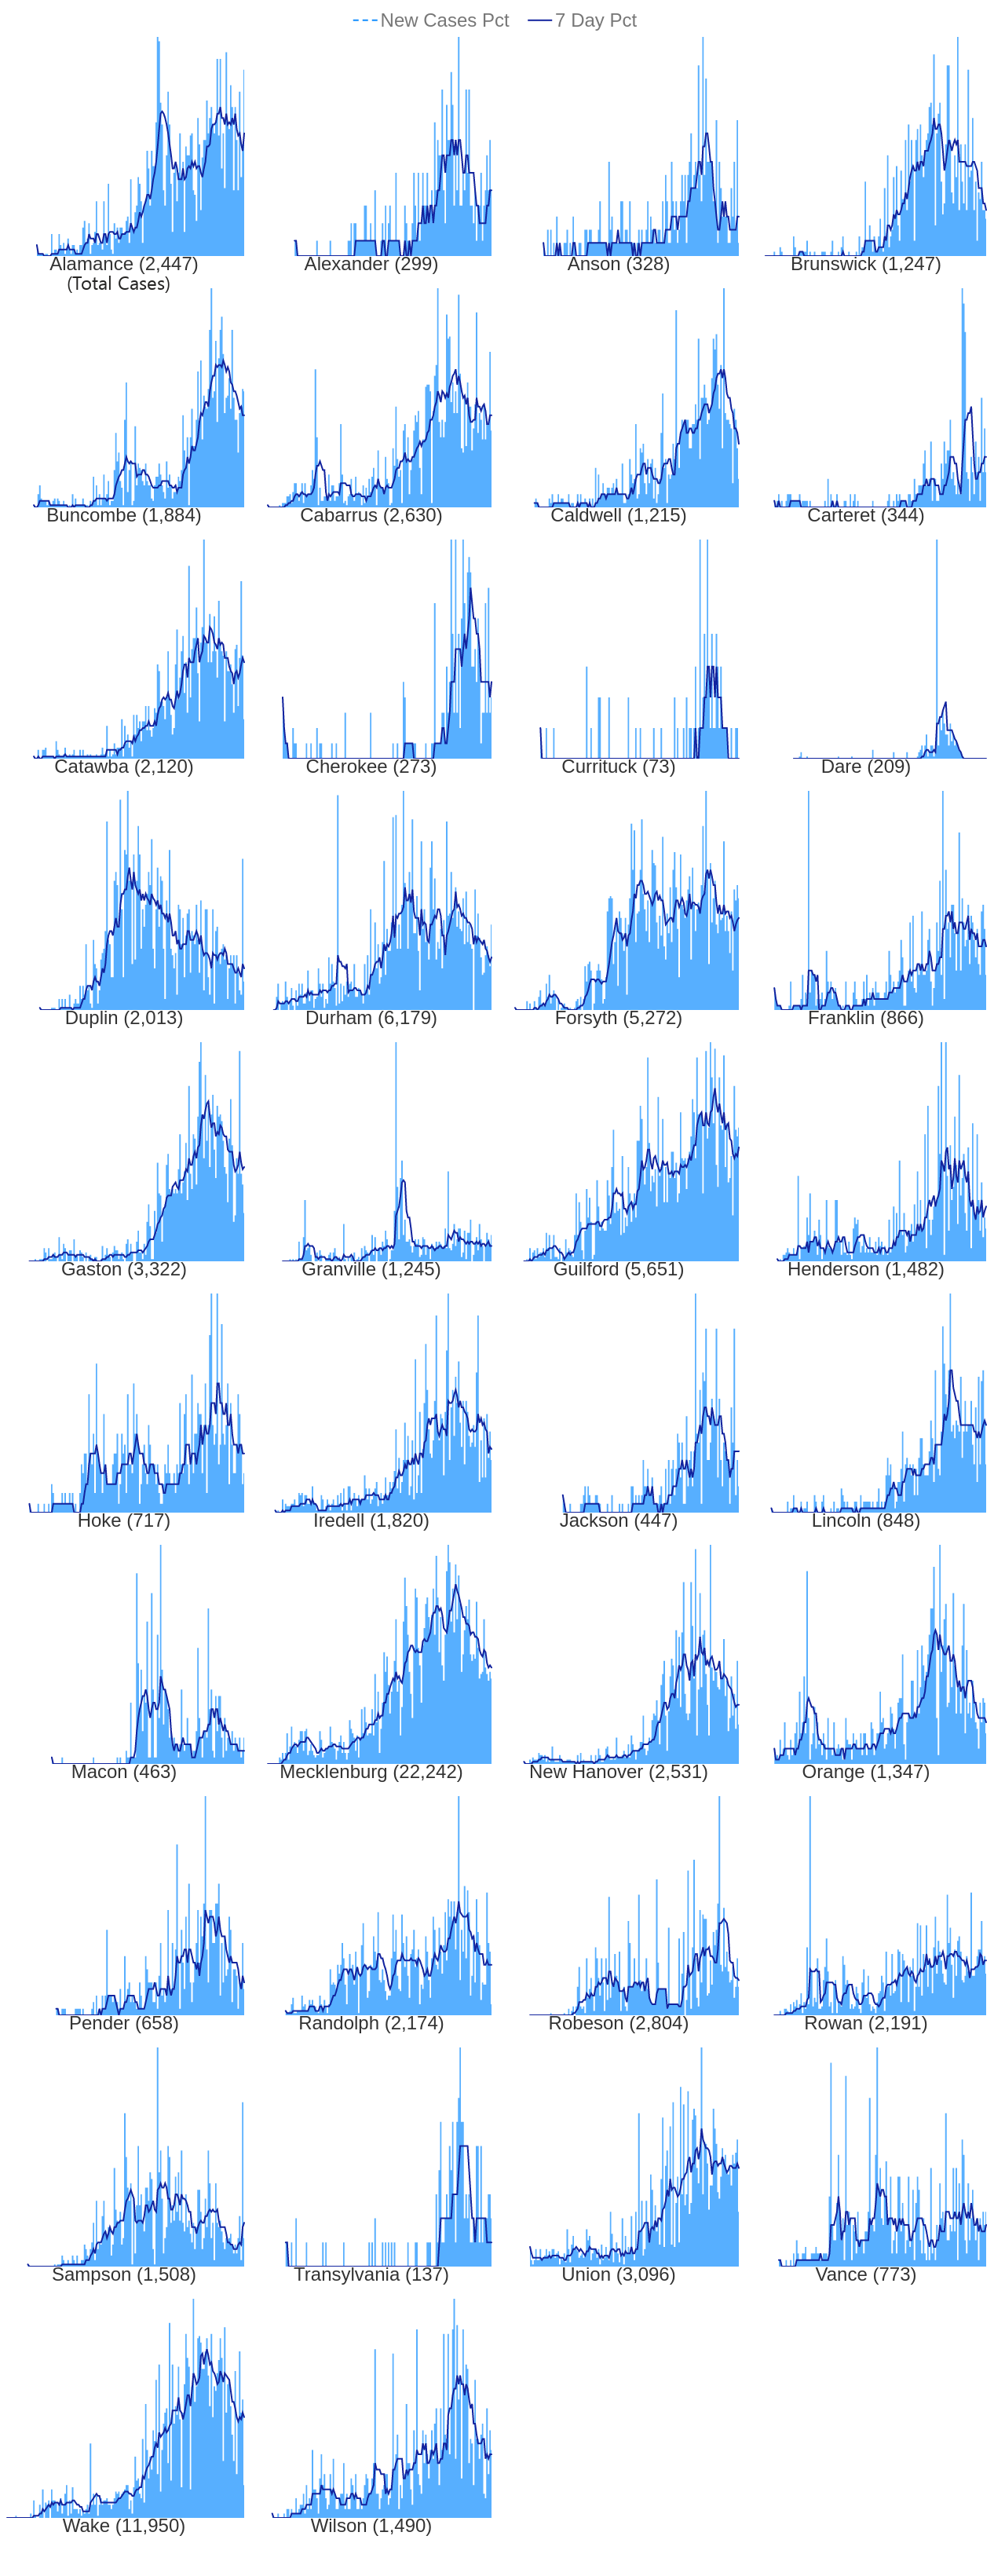 New Cases Pct 7 Day Pct
Alamance (2,447) Alexander (299) Anson (328) Brunswick (1,247)
(Total Cases)
Buncombe (1,884) Cabarrus (2,630) Caldwell (1,215) Carteret (344)
Catawba (2,120) Cherokee (273) Currituck (73) Dare (209)
Duplin (2,013) Durham (6,179) Forsyth (5,272) Franklin (866)
Gaston (3,322) Granville (1,245) Guilford (5,651) Henderson (1,482)
Hoke (717) Iredell (1,820) Jackson (447) Lincoln (848)
Macon (463) Mecklenburg (22,242) New Hanover (2,531) Orange (1,347)
Pender (658) Randolph (2,174) Robeson (2,804) Rowan (2,191)
Sampson (1,508) Transylvania (137) Union (3,096) Vance (773)
Wake (11,950) Wilson (1,490)